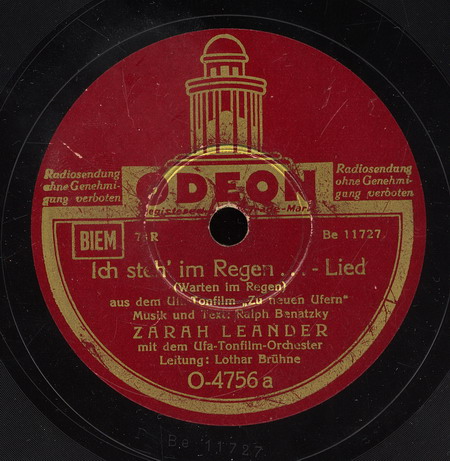 ODEON
Radiosendung
ohne Genehmi-
gang verboten
Radiosendung
ohne Genehmi-
gang verboten
BIEM
Be 11727
Ich steh' im Regen . . . - Lied
(Warten im Regen)
aus dem Ufa-Tonfilm „Zu neuen Ufern"
Musik und Text: Ralph Benatzky
ZARAH LEANDER
mit dem Ufa-Tonfilm-Orchester
Leitung: Lothar Brühne
O-4756 a
Be 11727